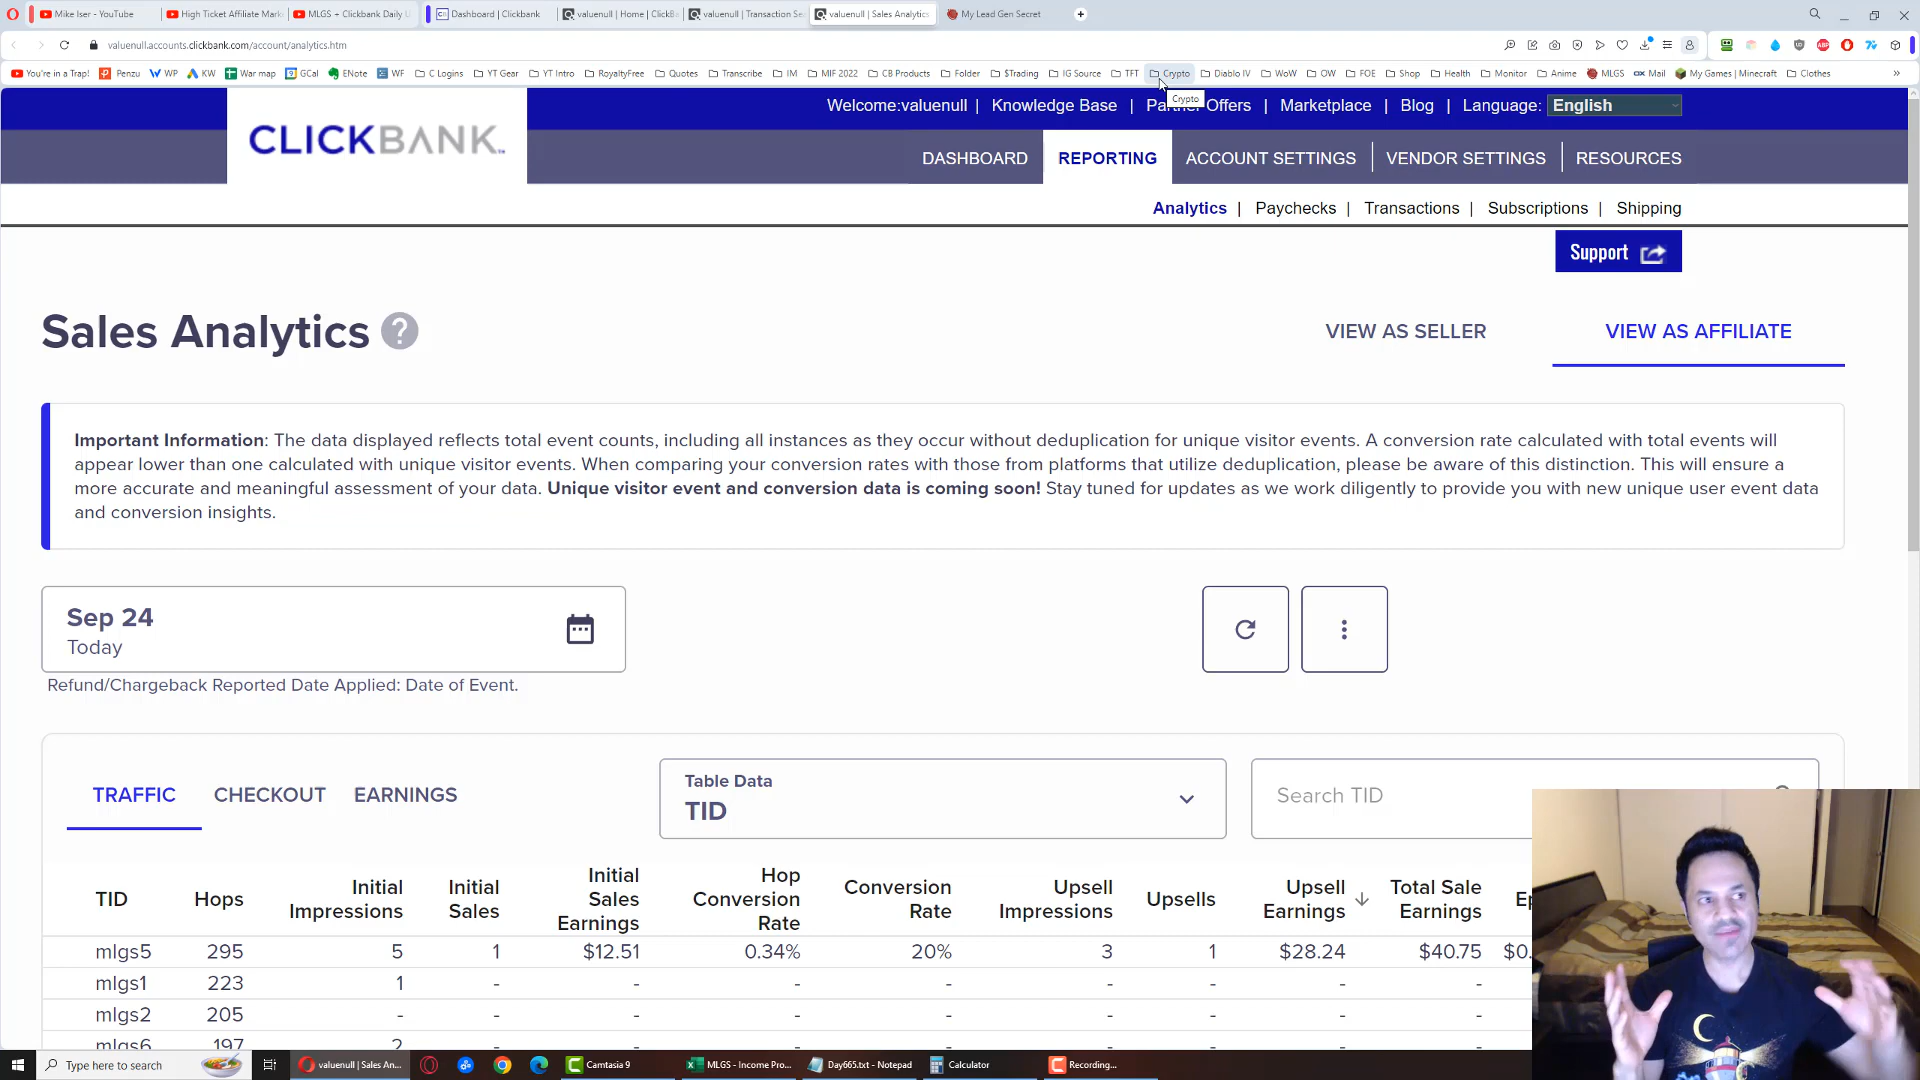 Mike Iser - YouTube
High Ticket Affiliate Mark
MLGS + Clickbank Daily U
Dashboard | Clickbank
valuenull | Home | ClickBa
valuenull | Transaction Se
valuenull | Sales Analytics
My Lead Gen Secret
valuenull.accounts.clickbank.com/account/analytics.htm
You're in a Trap!
Penzu
WP
KW
War map
GCal
ENote
WF
C Logins
YT Gear
YT Intro
RoyaltyFree
Quotes
Transcribe
IM
MIF 2022
CB Products
Folder
$Trading
IG Source
TFT
Crypto
Diablo IV
WoW
OW
FOE
Shop
Health
Monitor
Anime
MLGS
Mail
My Games | Minecraft
Clothes
»
Crypto
Welcome:valuenull | Knowledge Base | Partner Offers | Marketplace | Blog | Language: English
CLICKBANK
DASHBOARD
REPORTING
ACCOUNT SETTINGS
VENDOR SETTINGS
RESOURCES
Analytics | Paychecks | Transactions | Subscriptions | Shipping
Support
Sales Analytics ?
VIEW AS SELLER
VIEW AS AFFILIATE
Important Information: The data displayed reflects total event counts, including all instances as they occur without deduplication for unique visitor events. A conversion rate calculated with total events will
appear lower than one calculated with unique visitor events. When comparing your conversion rates with those from platforms that utilize deduplication, please be aware of this distinction. This will ensure a
more accurate and meaningful assessment of your data. Unique visitor event and conversion data is coming soon! Stay tuned for updates as we work diligently to provide you with new unique user event data
and conversion insights.
Sep 24
Today
Refund/Chargeback Reported Date Applied: Date of Event.
TRAFFIC
CHECKOUT
EARNINGS
Table Data
TID
Search TID
TID
Hops
Initial
Impressions
Initial
Sales
Initial
Sales
Earnings
Hop
Conversion
Rate
Conversion
Rate
Upsell
Impressions
Upsells
Upsell
Earnings
Total Sale
Earnings
mlgs5 295 5 1 $12.51 0.34% 20% 3 1 $28.24 $40.75 $0.
mlgs1 223 1 - - - - - - - -
mlgs2 205 - - - - - - - - -
mlgs6 197 2
Type here to search
valuenull | Sales An...
Camtasia 9
MLGS - Income Pro...
Day665.txt - Notepad
Calculator
Recording...